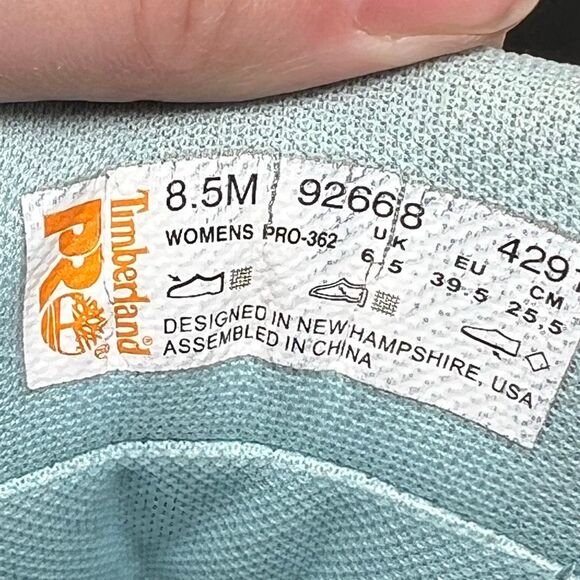 Timberland
PRO
®
8.5M 92668
WOMENS PRO-362
UK EU CM
6.5 39.5 25,5
DESIGNED IN NEW HAMPSHIRE, USA
ASSEMBLED IN CHINA